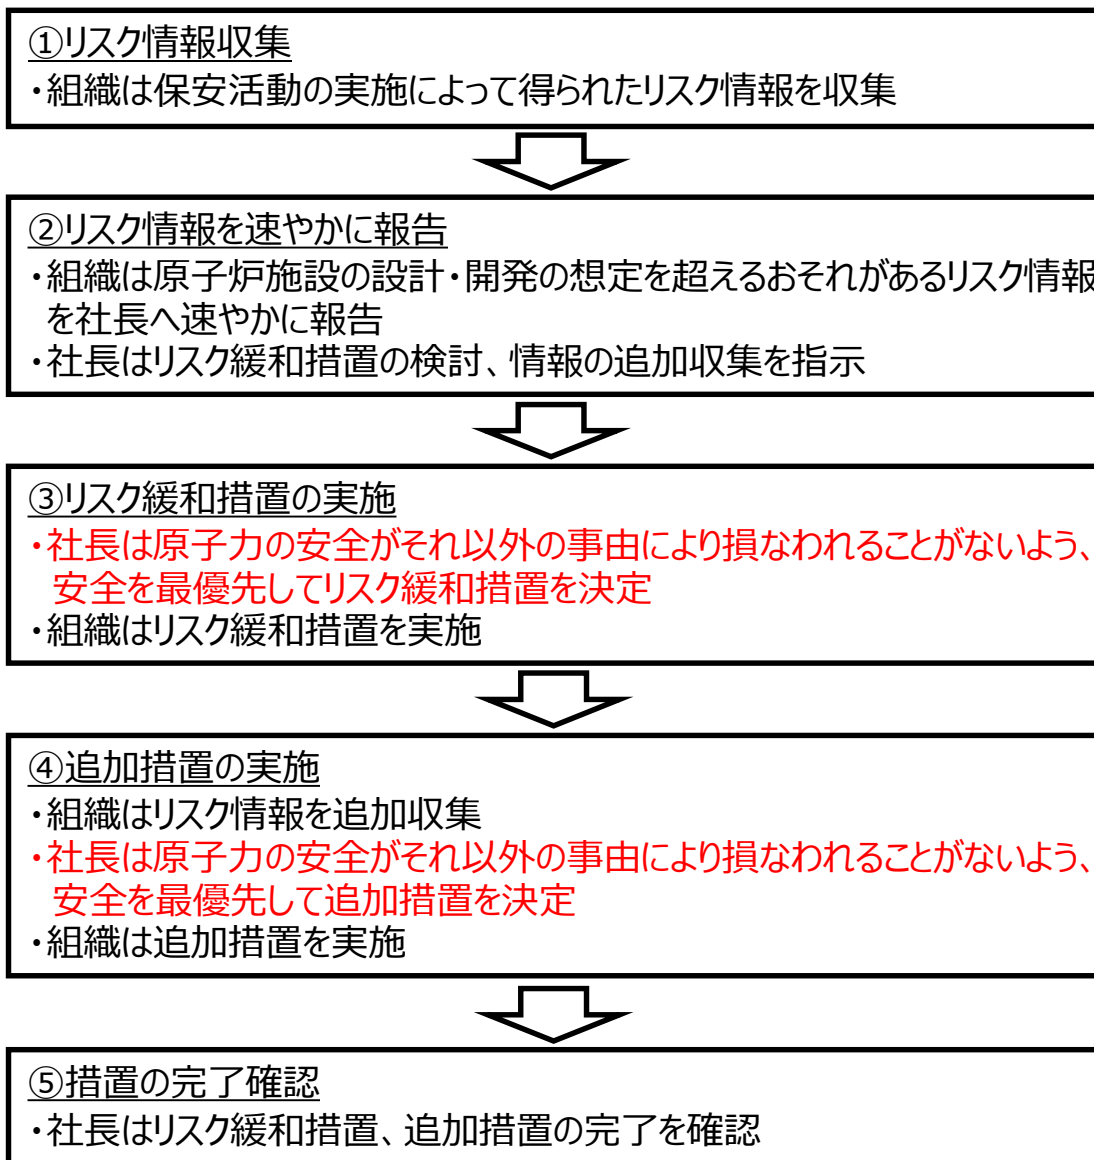 ①リスク情報収集
・組織は保安活動の実施によって得られたリスク情報を収集
②リスク情報を速やかに報告
・組織は原子炉施設の設計・開発の想定を超えるおそれがあるリスク情報
を社長へ速やかに報告
・社長はリスク緩和措置の検討、情報の追加収集を指示
③リスク緩和措置の実施
・社長は原子力の安全がそれ以外の事由により損なわれることがないよう、
安全を最優先してリスク緩和措置を決定
・組織はリスク緩和措置を実施
④追加措置の実施
・組織はリスク情報を追加収集
・社長は原子力の安全がそれ以外の事由により損なわれることがないよう、
安全を最優先して追加措置を決定
・組織は追加措置を実施
⑤措置の完了確認
・社長はリスク緩和措置、追加措置の完了を確認